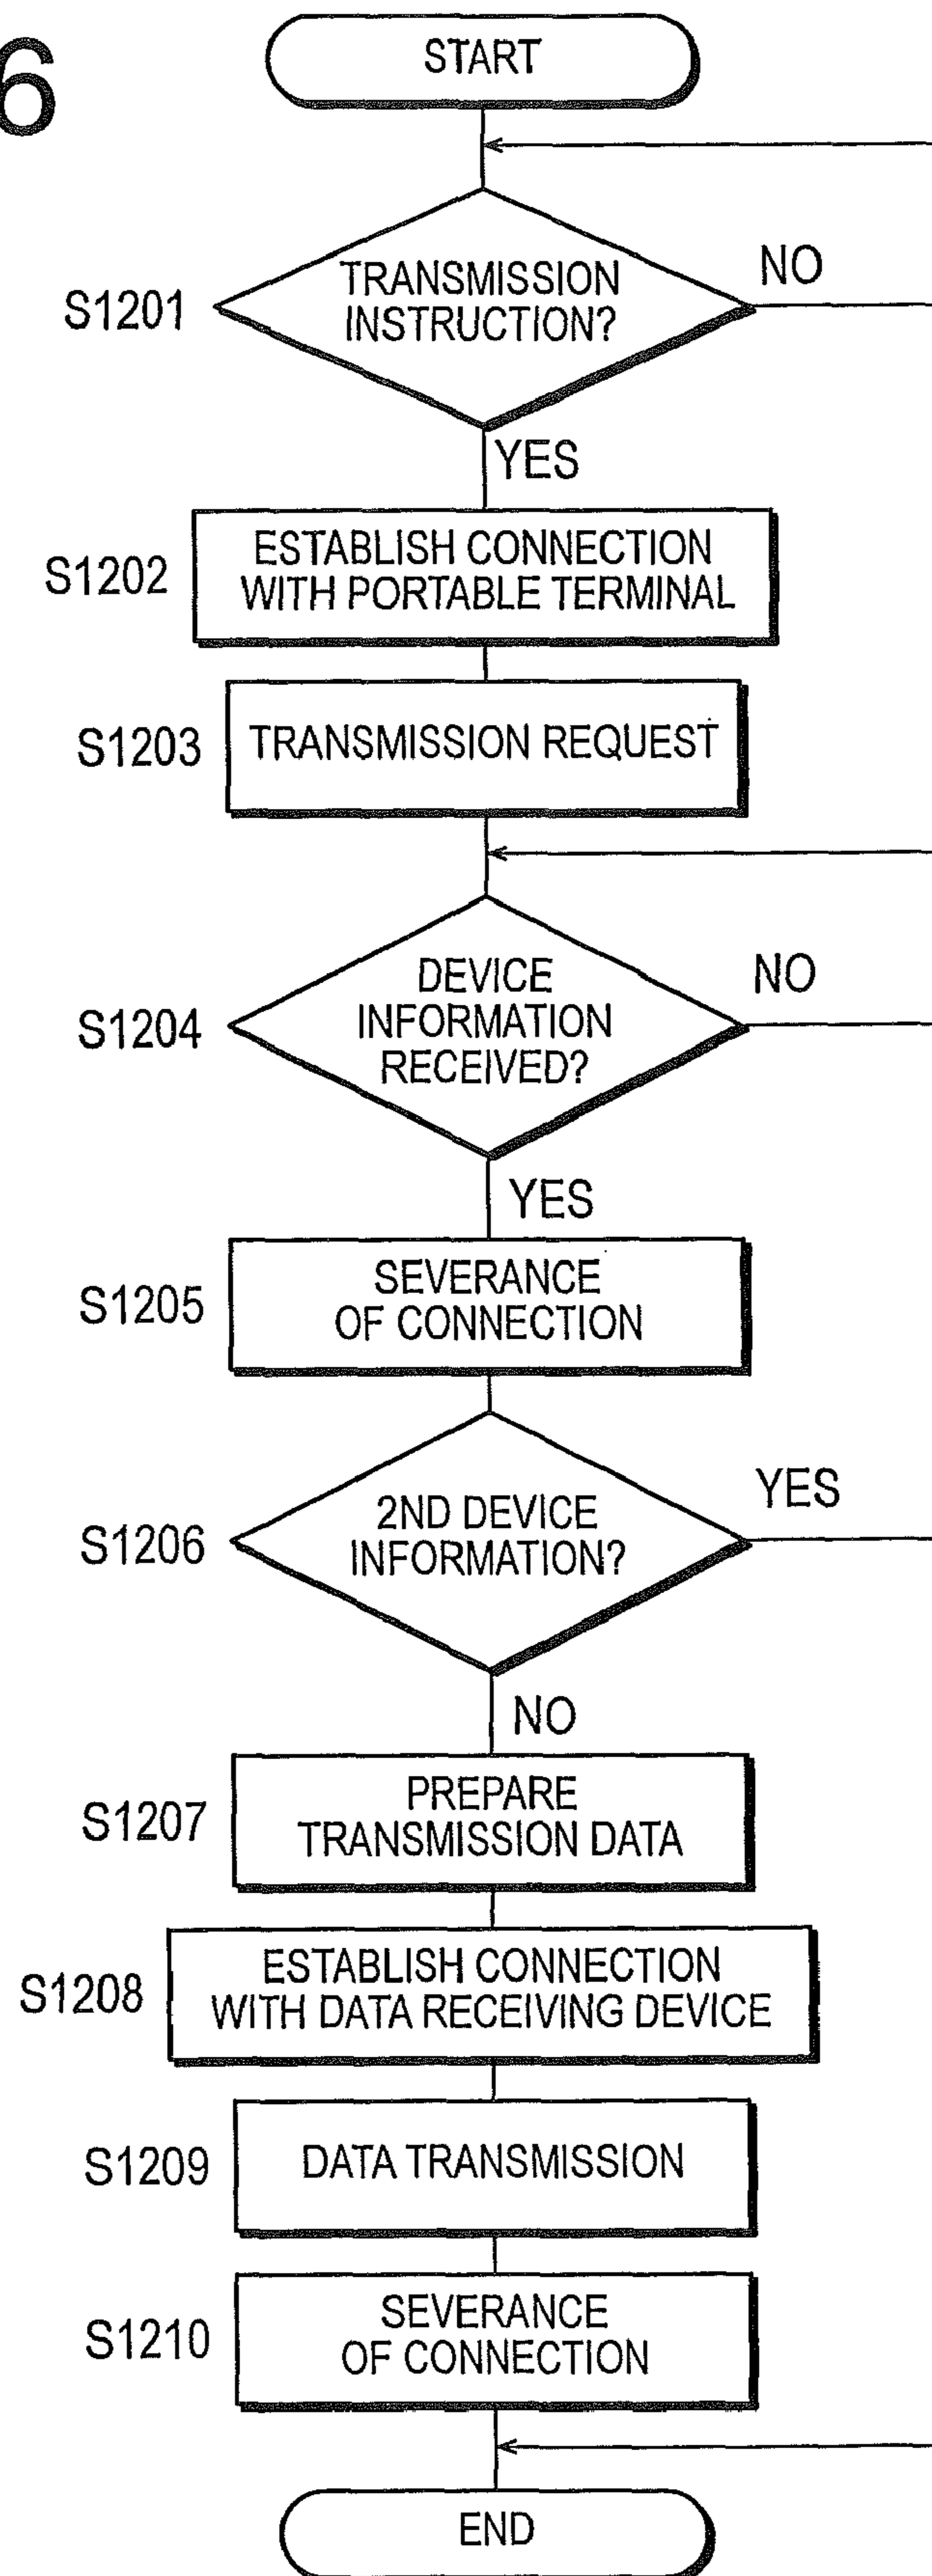 6
START
S1201
TRANSMISSION
INSTRUCTION?
NO
YES
S1202
ESTABLISH CONNECTION
WITH PORTABLE TERMINAL
S1203
TRANSMISSION REQUEST
S1204
DEVICE
INFORMATION
RECEIVED?
NO
YES
S1205
SEVERANCE
OF CONNECTION
S1206
2ND DEVICE
INFORMATION?
YES
NO
S1207
PREPARE
TRANSMISSION DATA
S1208
ESTABLISH CONNECTION
WITH DATA RECEIVING DEVICE
S1209
DATA TRANSMISSION
S1210
SEVERANCE
OF CONNECTION
END